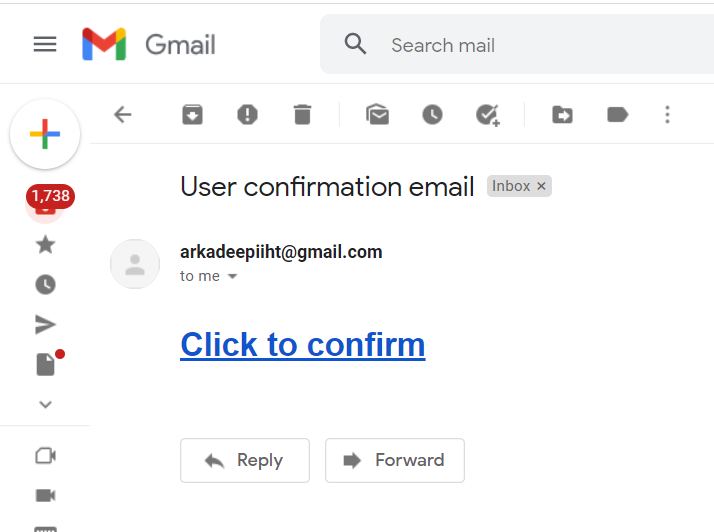 Gmail
Search mail
User confirmation email Inbox ×
1,738
arkadeepiiht@gmail.com
to me
Click to confirm
Reply Forward